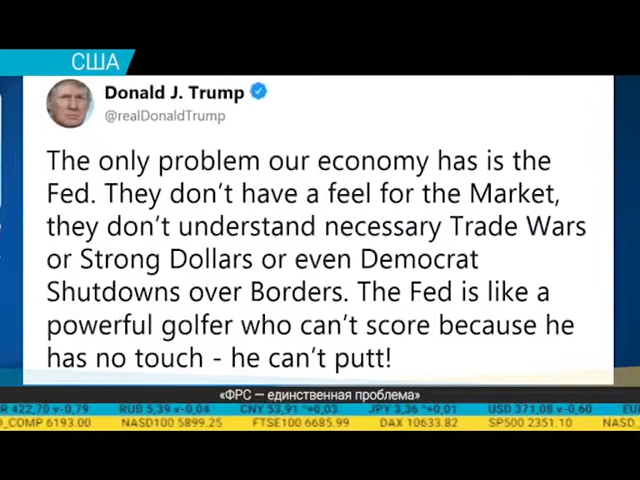 США
Donald J. Trump
@realDonaldTrump
The only problem our economy has is the
Fed. They don't have a feel for the Market,
they don't understand necessary Trade Wars
or Strong Dollars or even Democrat
Shutdowns over Borders. The Fed is like a
powerful golfer who can't score because he
has no touch - he can't putt!
«ФРС — единственная проблема»
R 422,70 ▾-0,79 RUB 5,39 ▾-0,04 CNY 53,91 ▴+0,03 JPY 3,36 ▴+0,01 USD 371,08 ▾-0,60 EU
_COMP 6193.00 NASD100 5899.25 FTSE100 6685.99 DAX 10633.82 SP500 2351.10 NASD